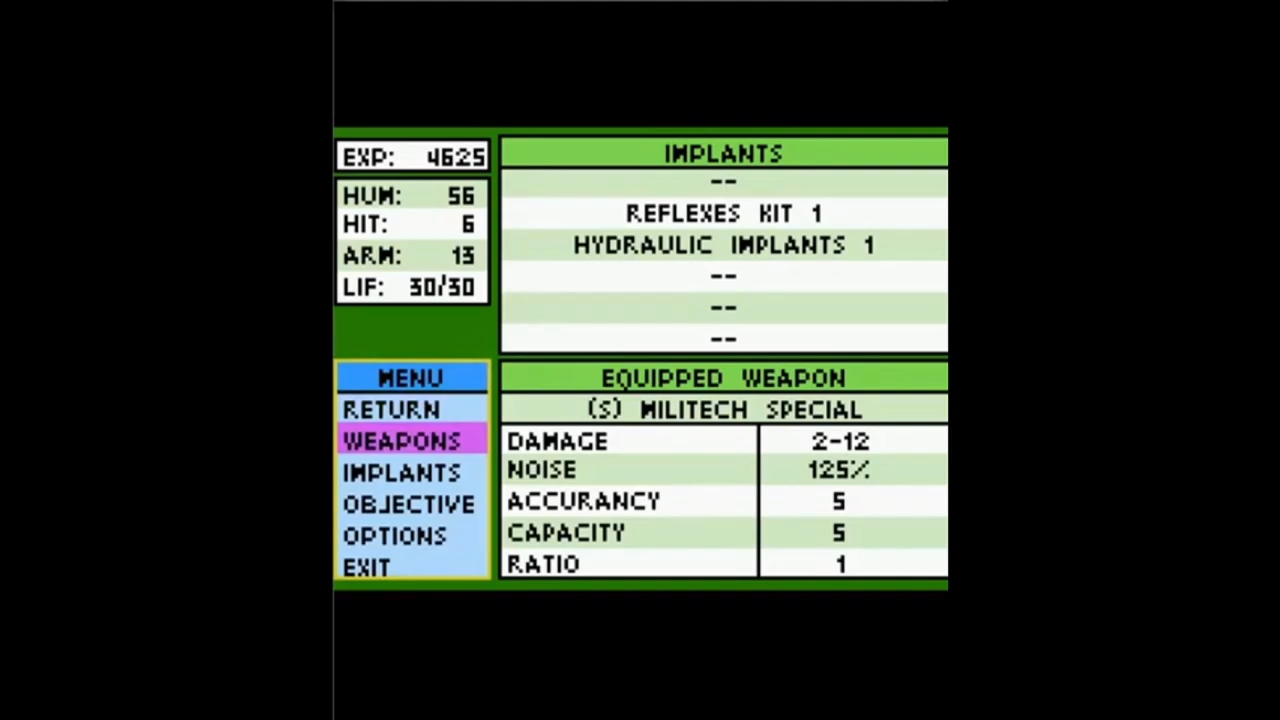 EXP: 4625
HUM: 56
HIT: 6
ARM: 13
LIF: 30/30
IMPLANTS
--
REFLEXES KIT 1
HYDRAULIC IMPLANTS 1
--
--
--
MENU
RETURN
WEAPONS
IMPLANTS
OBJECTIVE
OPTIONS
EXIT
EQUIPPED WEAPON
(S) MILITECH SPECIAL
DAMAGE 2-12
NOISE 125%
ACCURANCY 5
CAPACITY 5
RATIO 1